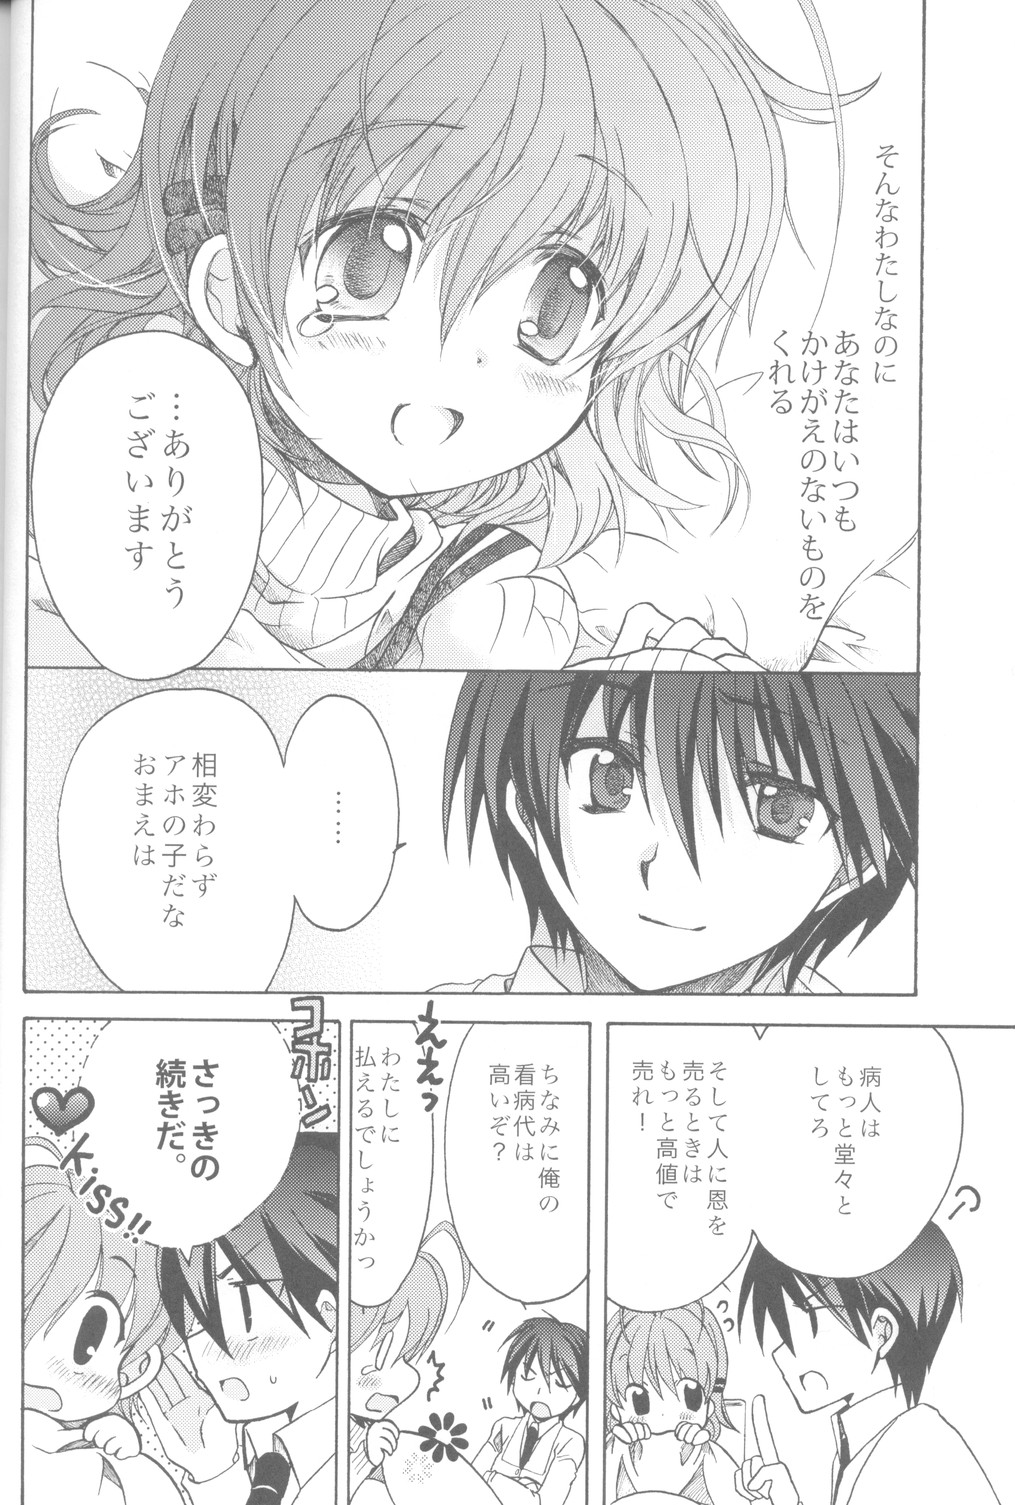 そんなわたしなのに
あなたはいつも
かけがえのないものを
くれる
…ありがとう
ございます
……
相変わらず
アホの子だな
おまえは
病人は
もっと堂々と
してろ
そして人に恩を
売るときは
もっと高値で
売れ！
ちなみに俺の
看病代は
高いぞ？
えぇっ
わたしに
払えるでしょうかっ
コホーン
さっきの
続きだ。
Kiss!!